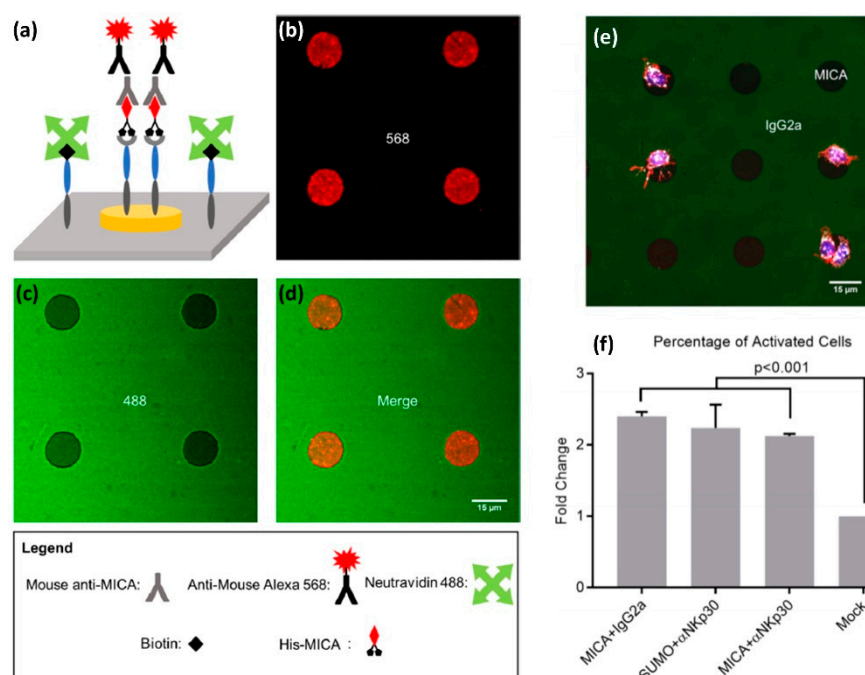 (a)
(b)
568
(c)
488
(d)
Merge
15 µm
Legend
Mouse anti-MICA:
Anti-Mouse Alexa 568:
Neutravidin 488:
Biotin:
His-MICA :
(e)
MICA
IgG2a
15 µm
(f)
Percentage of Activated Cells
p<0.001
3
2
1
0
Fold Change
MICA+IgG2a
SUMO+αNKp30
MICA+αNKp30
Mock